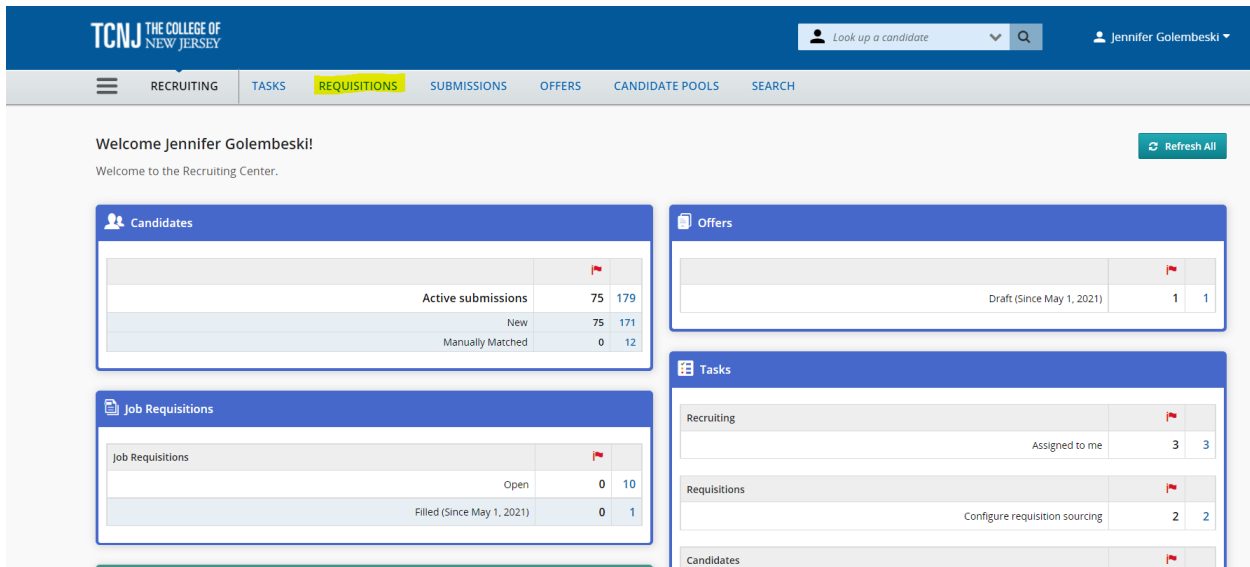 TCNJ THE COLLEGE OF
NEW JERSEY
Look up a candidate
Jennifer Golembeski
RECRUITING TASKS REQUISITIONS SUBMISSIONS OFFERS CANDIDATE POOLS SEARCH
Welcome Jennifer Golembeski!
Refresh All
Welcome to the Recruiting Center.
Candidates
Active submissions 75 179
New 75 171
Manually Matched 0 12
Job Requisitions
Job Requisitions
Open 0 10
Filled (Since May 1, 2021) 0 1
Offers
Draft (Since May 1, 2021) 1 1
Tasks
Recruiting
Assigned to me 3 3
Requisitions
Configure requisition sourcing 2 2
Candidates